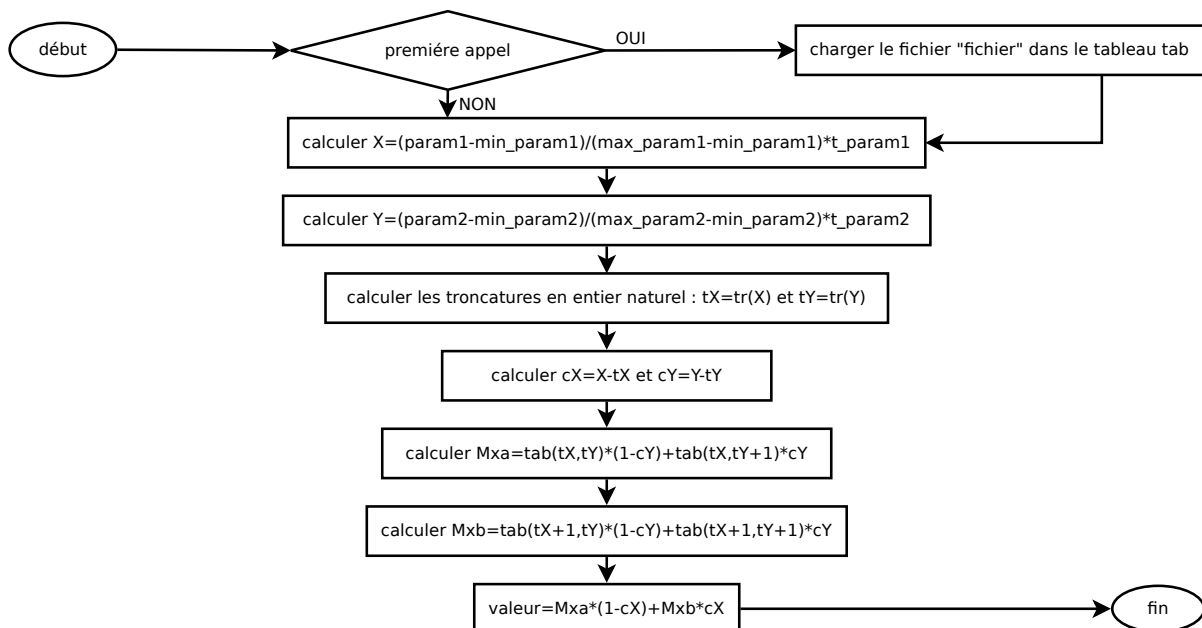 début
premiére appel
OUI
charger le fichier "fichier" dans le tableau tab
NON
calculer X=(param1-min_param1)/(max_param1-min_param1)*t_param1
calculer Y=(param2-min_param2)/(max_param2-min_param2)*t_param2
calculer les troncatures en entier naturel : tX=tr(X) et tY=tr(Y)
calculer cX=X-tX et cY=Y-tY
calculer Mxa=tab(tX,tY)*(1-cY)+tab(tX,tY+1)*cY
calculer Mxb=tab(tX+1,tY)*(1-cY)+tab(tX+1,tY+1)*cY
valeur=Mxa*(1-cX)+Mxb*cX
fin